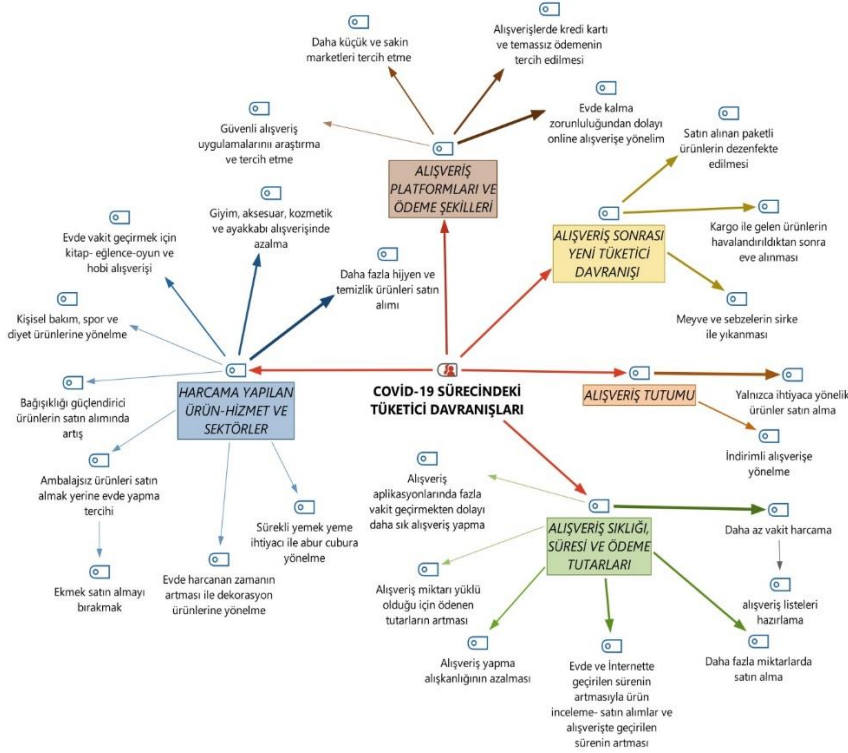 Daha küçük ve sakin
marketleri tercih etme
Alışverişlerde kredi kartı
ve temassız ödemenin
tercih edilmesi
Güvenli alışveriş
uygulamalarını araştırma
ve tercih etme
Evde kalma
zorunluluğundan dolayı
online alışverişe yönelim
ALIŞVERİŞ
PLATFORMLARI VE
ÖDEME ŞEKİLLERİ
Satın alınan paketli
ürünlerin dezenfekte
edilmesi
Kargo ile gelen ürünlerin
havalandırıldıktan sonra
eve alınması
Meyve ve sebzelerin sirke
ile yıkanması
ALIŞVERİŞ SONRASI
YENİ TÜKETİCİ
DAVRANIŞI
Giyim, aksesuar, kozmetik
ve ayakkabı alışverişinde
azalma
Evde vakit geçirmek için
kitap- eğlence-oyun ve
hobi alışverişi
Daha fazla hijyen ve
temizlik ürünleri satın
alımı
Kişisel bakım, spor ve
diyet ürünlerine yönelme
Bağışıklığı güçlendirici
ürünlerin satın alımında
artış
HARCAMA YAPILAN
ÜRÜN-HİZMET VE
SEKTÖRLER
COVİD-19 SÜRECİNDEKİ
TÜKETİCİ DAVRANIŞLARI
ALIŞVERİŞ TUTUMU
Yalnızca ihtiyaca yönelik
ürünler satın alma
İndirimli alışverişe
yönelme
Ambalajsız ürünleri satın
almak yerine evde yapma
tercihi
Ekmek satın almayı
bırakmak
Evde harcanan zamanın
artması ile dekorasyon
ürünlerine yönelme
Sürekli yemek yeme
ihtiyacı ile abur cubura
yönelme
Alışveriş
aplikasyonlarında fazla
vakit geçirmekten dolayı
daha sık alışveriş yapma
ALIŞVERİŞ SIKLIĞI,
SÜRESİ VE ÖDEME
TUTARLARI
Daha az vakit harcama
alışveriş listeleri
hazırlama
Alışveriş miktarı yüklü
olduğu için ödenen
tutarların artması
Alışveriş yapma
alışkanlığının azalması
Evde ve İnternette
geçirilen sürenin
artmasıyla ürün
inceleme- satın alımlar ve
alışverişte geçirilen
sürenin artması
Daha fazla miktarlarda
satın alma